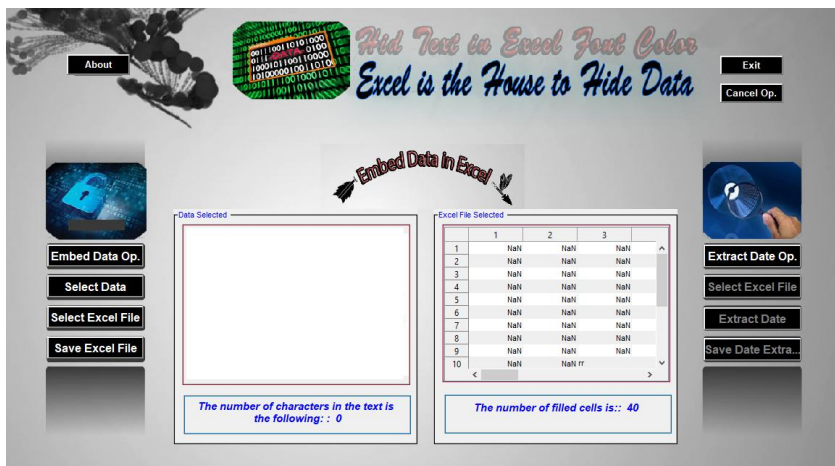 Hid Text in Excel Font Color
Excel is the House to Hide Data
About
Exit
Cancel Op.
DATA
Embed Data in Excel
Embed Data Op.
Select Data
Select Excel File
Save Excel File
Data Selected
The number of characters in the text is
the following: : 0
Excel File Selected
1 2 3
1 NaN NaN NaN
2 NaN NaN NaN
3 NaN NaN NaN
4 NaN NaN NaN
5 NaN NaN NaN
6 NaN NaN NaN
7 NaN NaN NaN
8 NaN NaN NaN
9 NaN NaN NaN
10 NaN NaN rr
The number of filled cells is:: 40
Extract Date Op.
Select Excel File
Extract Date
Save Date Extra...